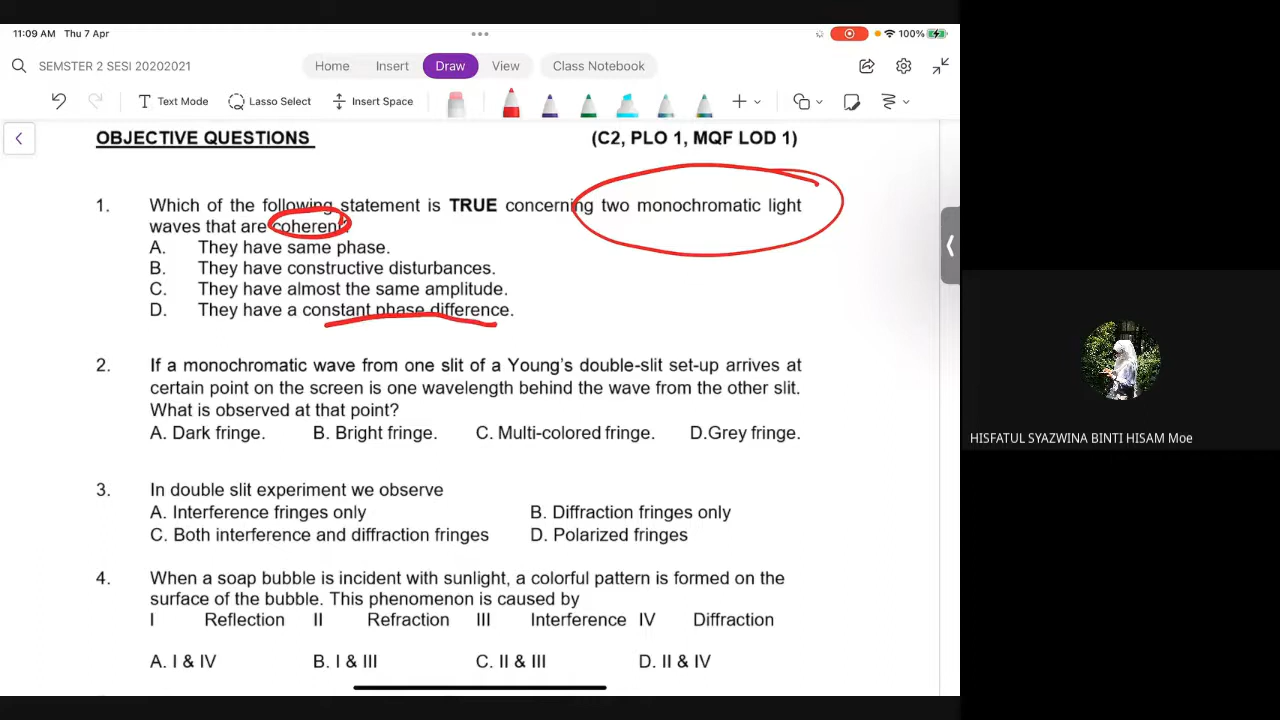 11:09 AM Thu 7 Apr
100%
SEMSTER 2 SESI 20202021
Home Insert Draw View Class Notebook
Text Mode Lasso Select Insert Space
OBJECTIVE QUESTIONS (C2, PLO 1, MQF LOD 1)
1. Which of the following statement is TRUE concerning two monochromatic light
waves that are coherent?
A. They have same phase.
B. They have constructive disturbances.
C. They have almost the same amplitude.
D. They have a constant phase difference.
2. If a monochromatic wave from one slit of a Young's double-slit set-up arrives at
certain point on the screen is one wavelength behind the wave from the other slit.
What is observed at that point?
A. Dark fringe. B. Bright fringe. C. Multi-colored fringe. D.Grey fringe.
3. In double slit experiment we observe
A. Interference fringes only B. Diffraction fringes only
C. Both interference and diffraction fringes D. Polarized fringes
4. When a soap bubble is incident with sunlight, a colorful pattern is formed on the
surface of the bubble. This phenomenon is caused by
I Reflection II Refraction III Interference IV Diffraction
A. I & IV B. I & III C. II & III D. II & IV
HISFATUL SYAZWINA BINTI HISAM Moe